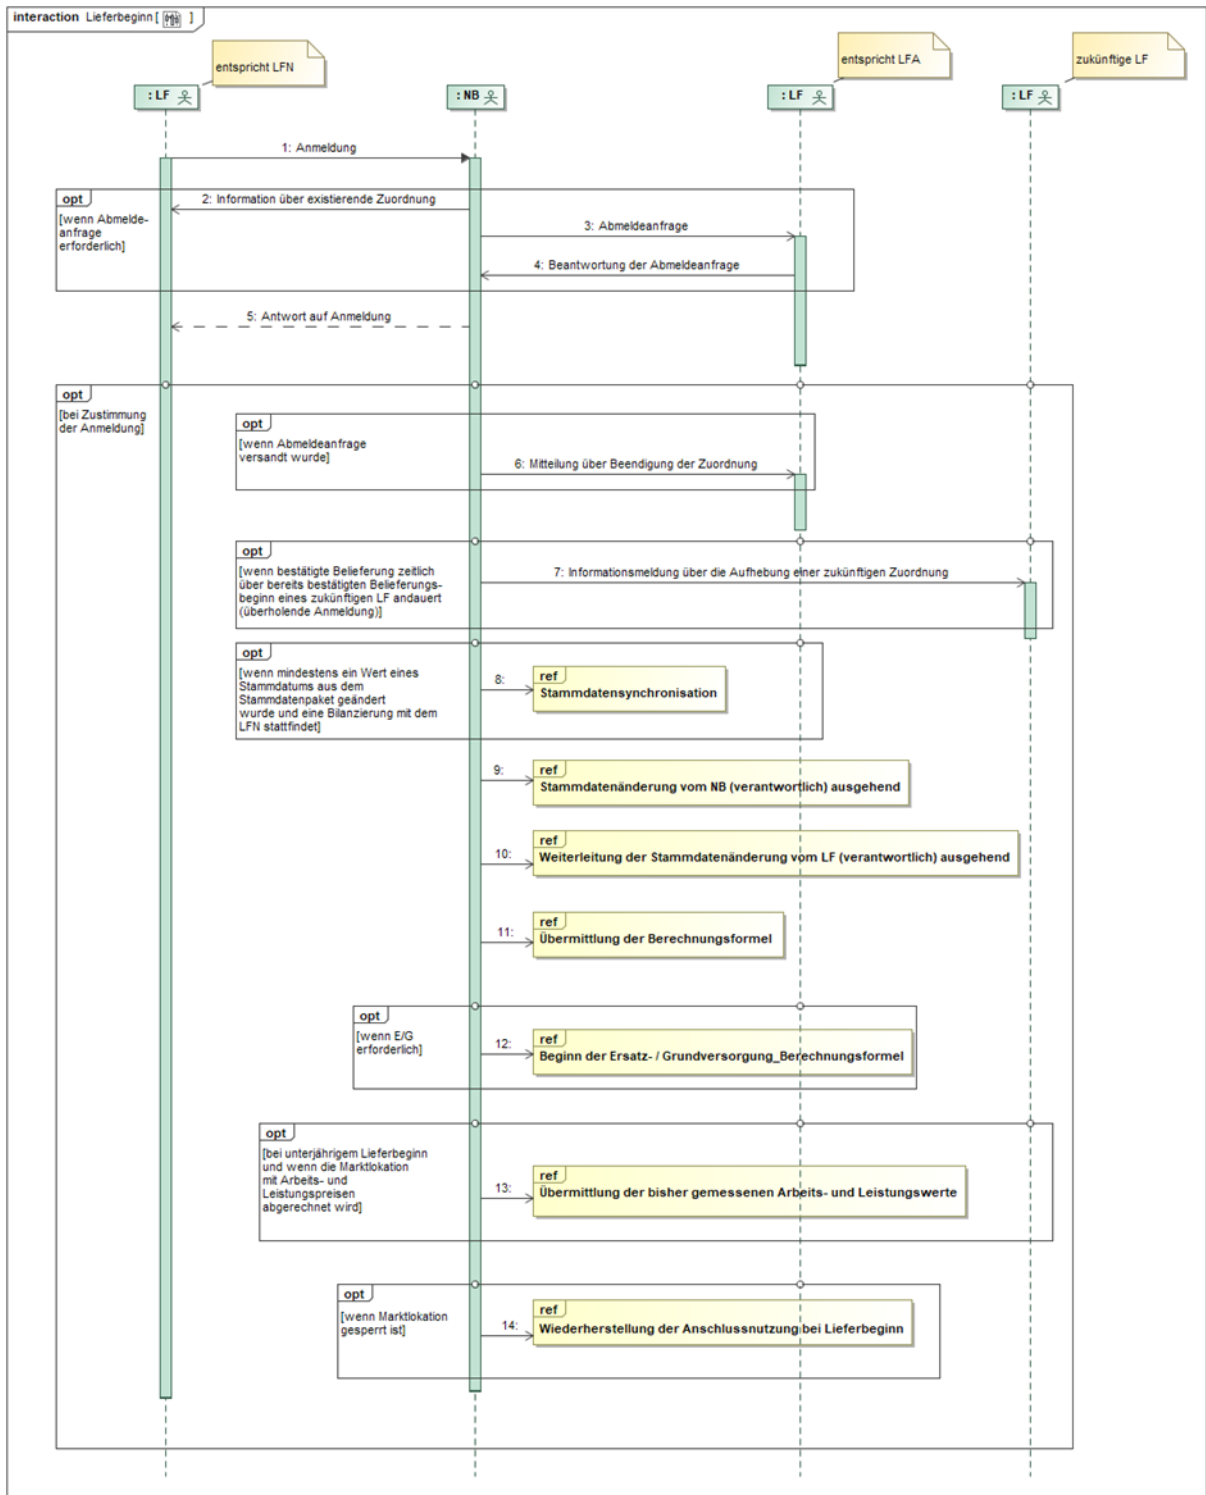 interaction Lieferbeginn [ ]
entspricht LFN
entspricht LFA
zukünftige LF
: LF
: NB
: LF
: LF
1: Anmeldung
opt
[wenn Abmelde-
anfrage
erforderlich]
2: Information über existierende Zuordnung
3: Abmeldeanfrage
4: Beantwortung der Abmeldeanfrage
5: Antwort auf Anmeldung
opt
[bei Zustimmung
der Anmeldung]
opt
[wenn Abmeldeanfrage
versandt wurde]
6: Mitteilung über Beendigung der Zuordnung
opt
[wenn bestätigte Belieferung zeitlich
über bereits bestätigten Belieferungs-
beginn eines zukünftigen LF andauert
(überholende Anmeldung)]
7: Informationsmeldung über die Aufhebung einer zukünftigen Zuordnung
opt
[wenn mindestens ein Wert eines
Stammdatums aus dem
Stammdatenpaket geändert
wurde und eine Bilanzierung mit dem
LFN stattfindet]
8:
ref
Stammdatensynchronisation
9:
ref
Stammdatenänderung vom NB (verantwortlich) ausgehend
10:
ref
Weiterleitung der Stammdatenänderung vom LF (verantwortlich) ausgehend
11:
ref
Übermittlung der Berechnungsformel
opt
[wenn E/G
erforderlich]
12:
ref
Beginn der Ersatz- / Grundversorgung_Berechnungsformel
opt
[bei unterjährigem Lieferbeginn
und wenn die Marktlokation
mit Arbeits- und
Leistungspreisen
abgerechnet wird]
13:
ref
Übermittlung der bisher gemessenen Arbeits- und Leistungswerte
opt
[wenn Marktlokation
gesperrt ist]
14:
ref
Wiederherstellung der Anschlussnutzung bei Lieferbeginn